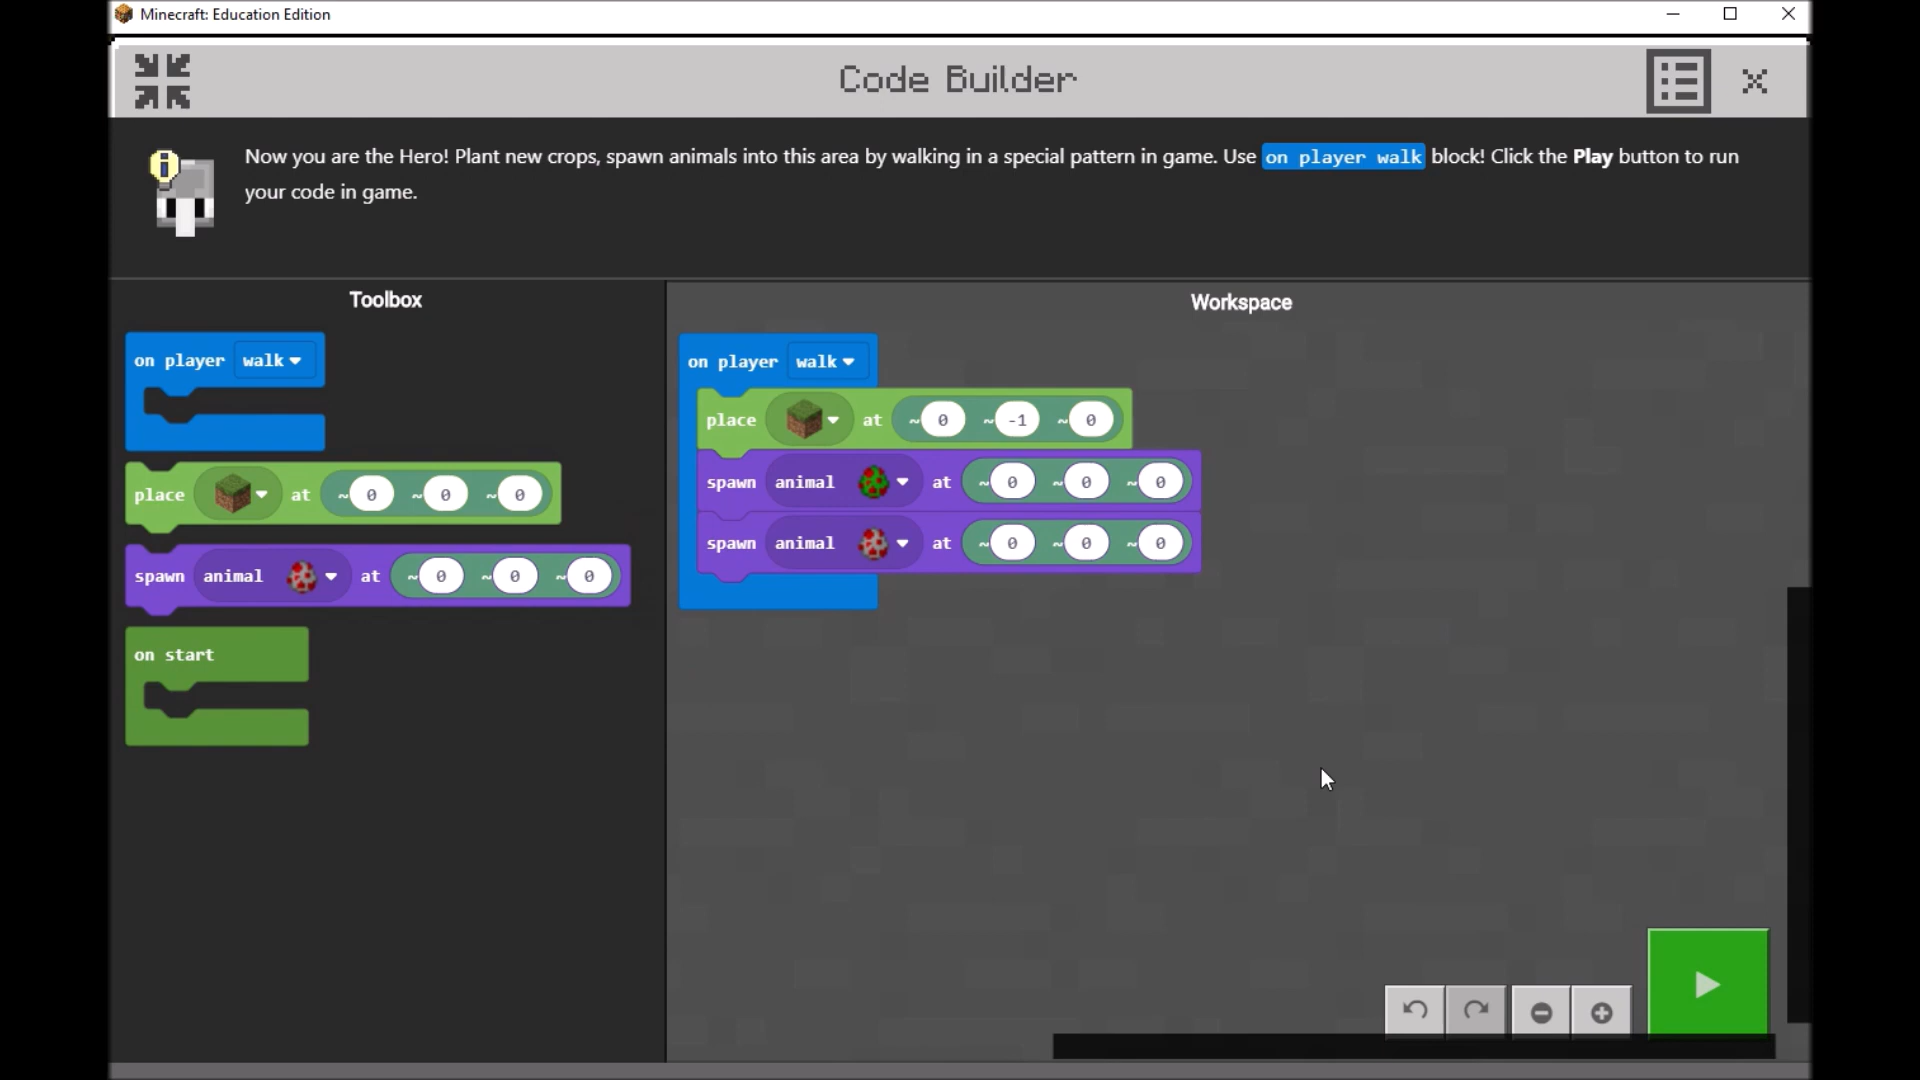 Minecraft: Education Edition
Code Builder
Now you are the Hero! Plant new crops, spawn animals into this area by walking in a special pattern in game. Use on player walk block! Click the Play button to run
your code in game.
Toolbox
on player walk
place at ~0 ~0 ~0
spawn animal at ~0 ~0 ~0
on start
Workspace
on player walk
place at ~0 ~-1 ~0
spawn animal at ~0 ~0 ~0
spawn animal at ~0 ~0 ~0